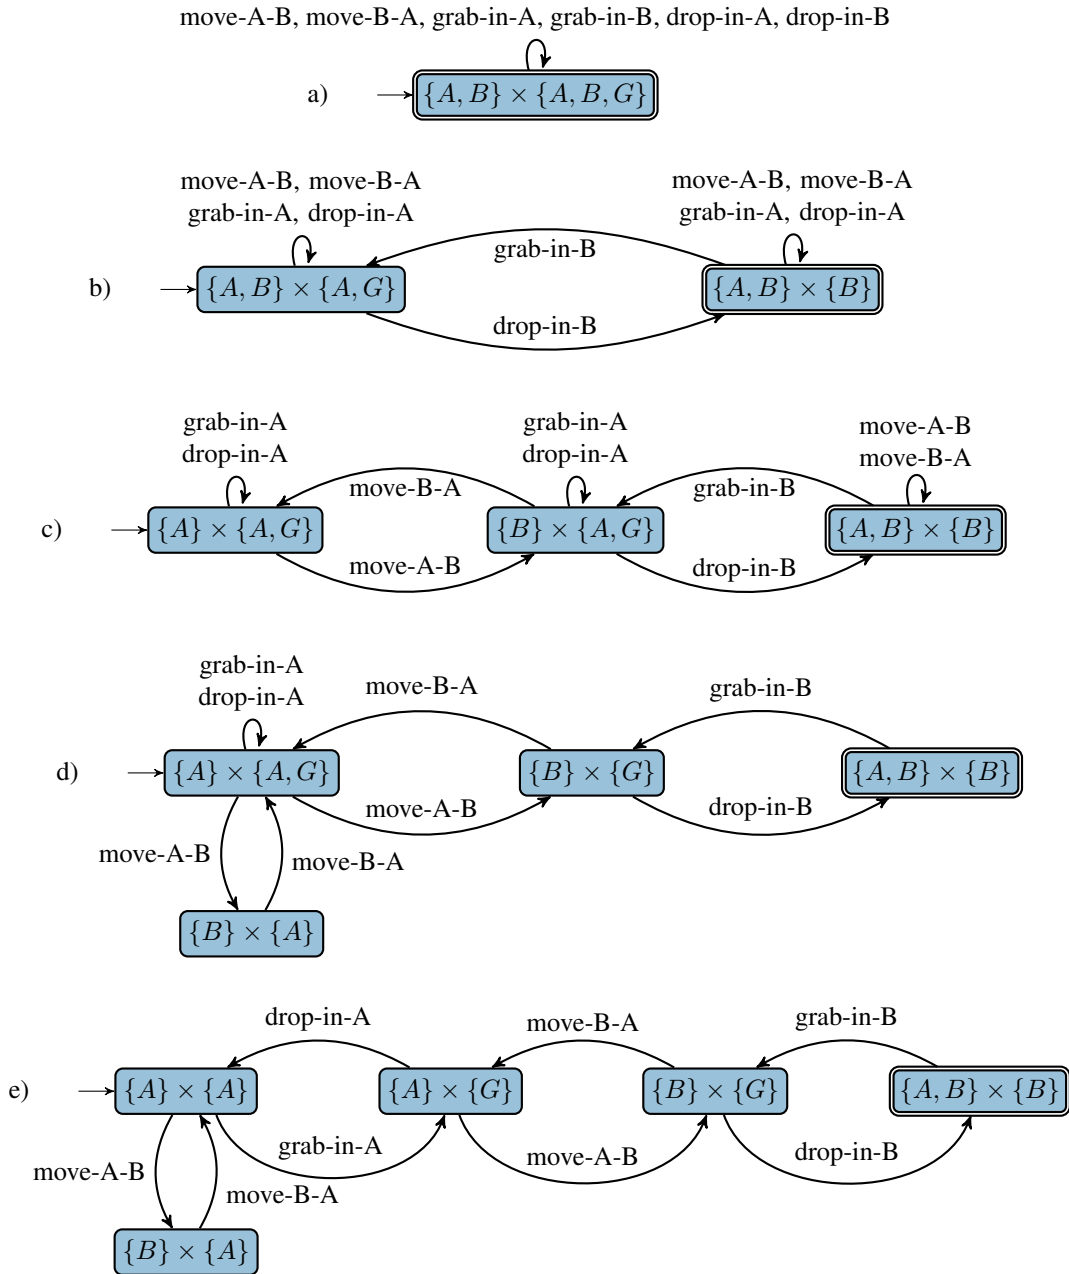 move-A-B, move-B-A, grab-in-A, grab-in-B, drop-in-A, drop-in-B
a)
{A, B} × {A, B, G}
move-A-B, move-B-A
grab-in-A, drop-in-A
move-A-B, move-B-A
grab-in-A, drop-in-A
grab-in-B
b)
{A, B} × {A, G}
{A, B} × {B}
drop-in-B
grab-in-A
drop-in-A
grab-in-A
drop-in-A
move-A-B
move-B-A
move-B-A
grab-in-B
c)
{A} × {A, G}
{B} × {A, G}
{A, B} × {B}
move-A-B
drop-in-B
grab-in-A
drop-in-A
move-B-A
grab-in-B
d)
{A} × {A, G}
{B} × {G}
{A, B} × {B}
move-A-B
drop-in-B
move-A-B
move-B-A
{B} × {A}
drop-in-A
move-B-A
grab-in-B
e)
{A} × {A}
{A} × {G}
{B} × {G}
{A, B} × {B}
grab-in-A
move-A-B
drop-in-B
move-A-B
move-B-A
{B} × {A}